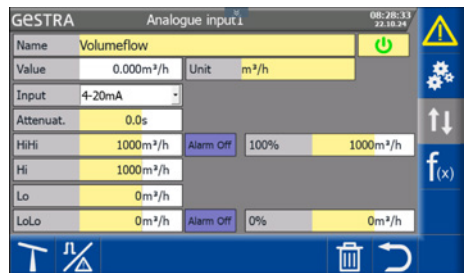 GESTRA Analogue input1 08:28:33
22.10.24
Name Volumeflow
Value 0.000m³/h Unit m³/h
Input 4-20mA
Attenuat. 0.0s
HiHi 1000m³/h Alarm Off 100% 1000m³/h
Hi 1000m³/h
Lo 0m³/h
LoLo 0m³/h Alarm Off 0% 0m³/h
f(x)